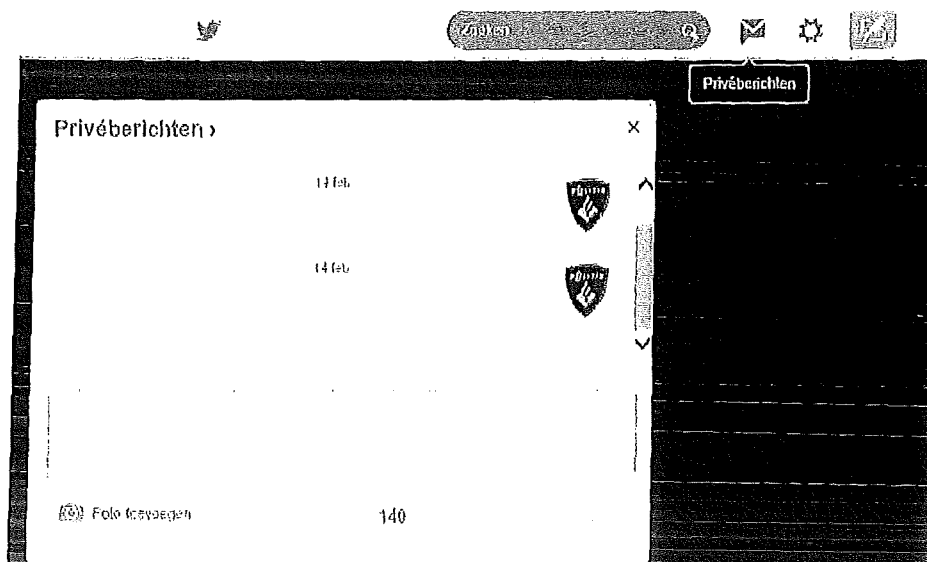 Zoeken
Privéberichten
Privéberichten ›
×
14 feb
14 feb
Foto toevoegen
140